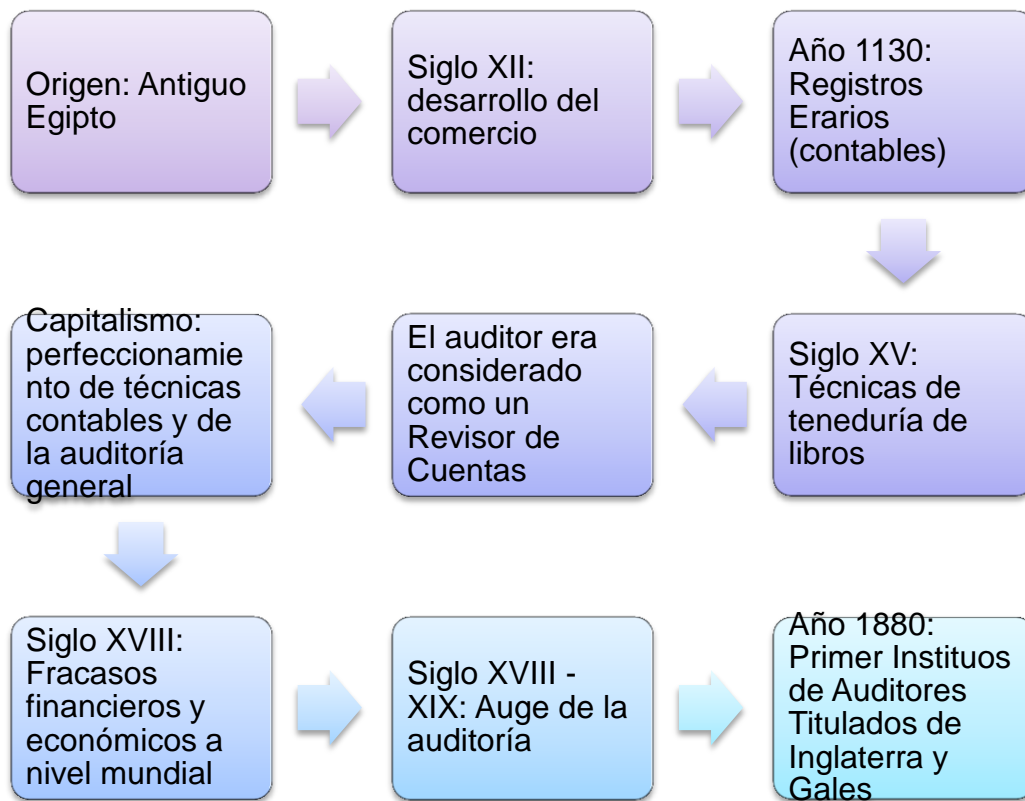 Origen: Antiguo
Egipto
Siglo XII:
desarrollo del
comercio
Año 1130:
Registros
Erarios
(contables)
Siglo XV:
Técnicas de
teneduría de
libros
El auditor era
considerado
como un
Revisor de
Cuentas
Capitalismo:
perfeccionamie
nto de técnicas
contables y de
la auditoría
general
Siglo XVIII:
Fracasos
financieros y
económicos a
nivel mundial
Siglo XVIII -
XIX: Auge de la
auditoría
Año 1880:
Primer Instituos
de Auditores
Titulados de
Inglaterra y
Gales